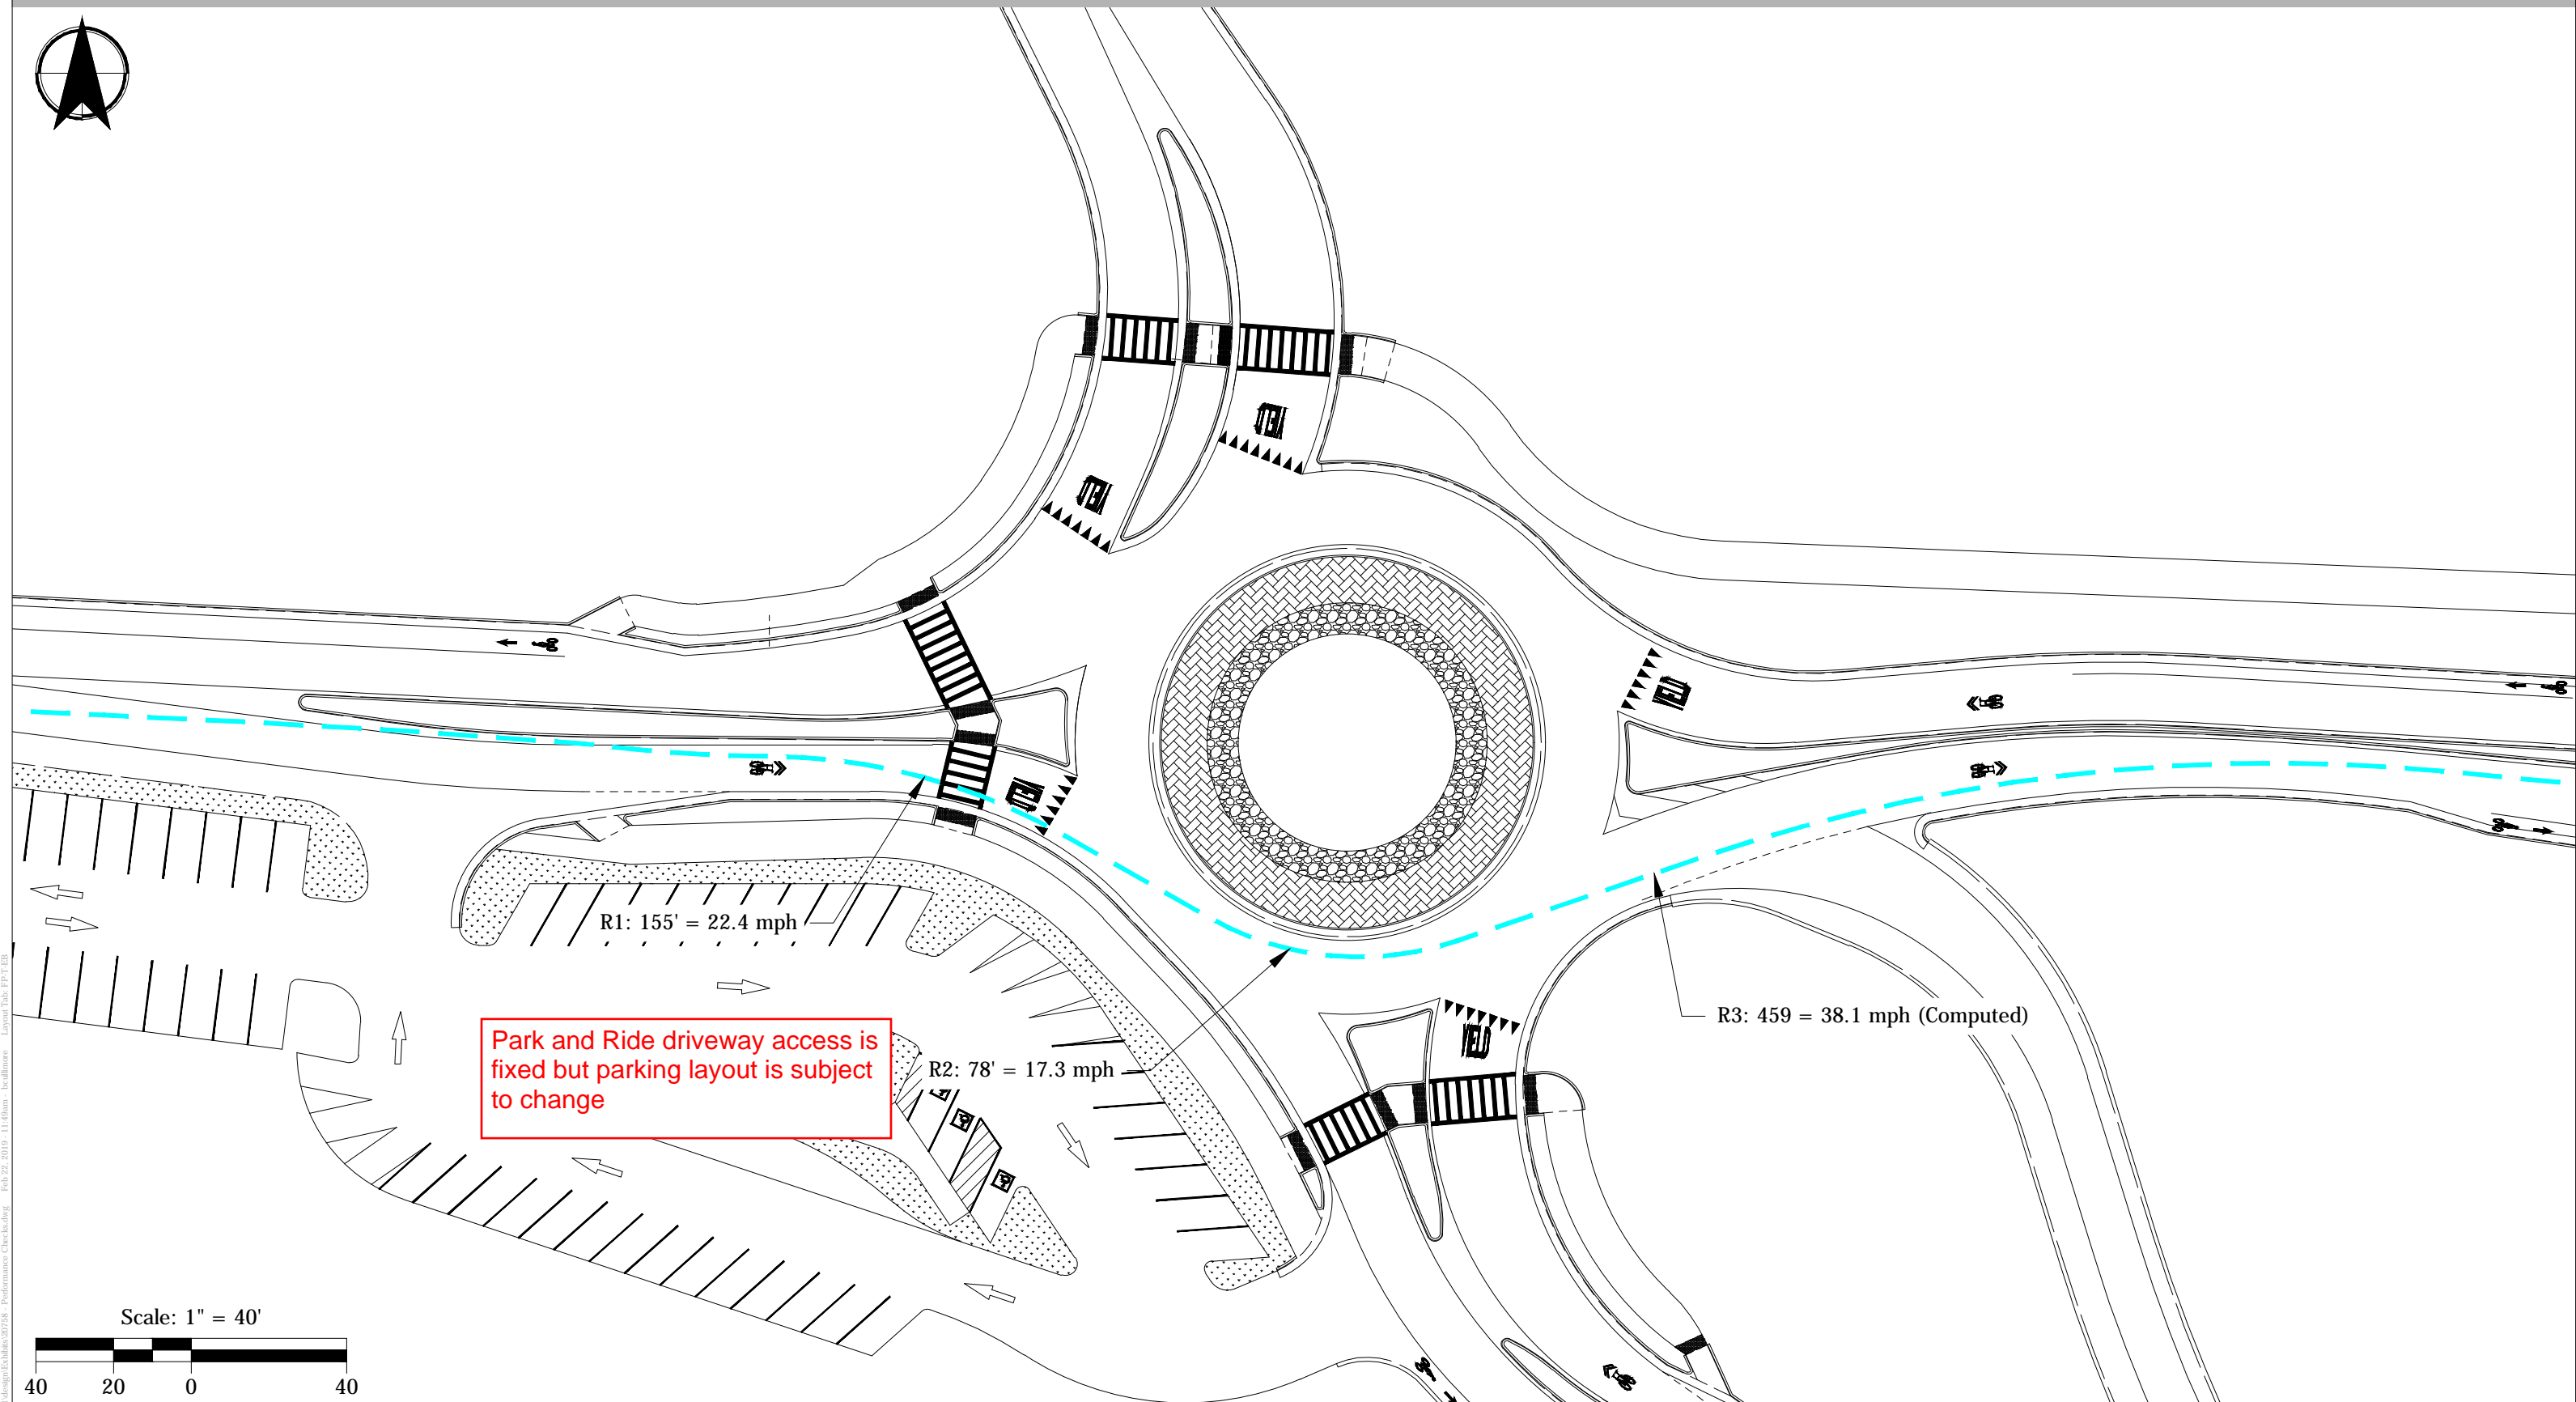 R1: 155' = 22.4 mph
Park and Ride driveway access is
fixed but parking layout is subject
to change
R2: 78' = 17.3 mph
R3: 459 = 38.1 mph (Computed)
Scale: 1" = 40'
40 20 0 40